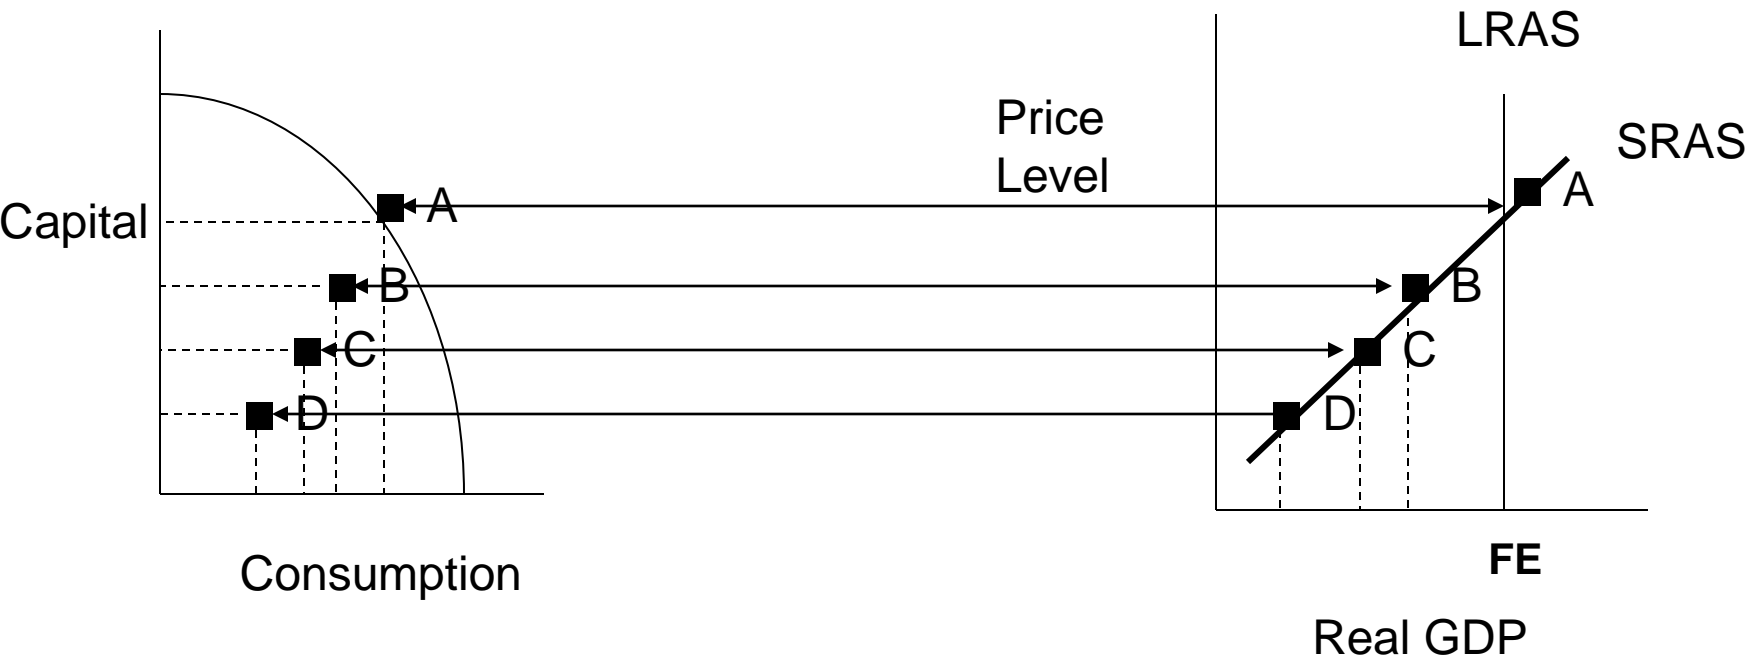 LRAS
Price
Level
SRAS
A
A
Capital
B
B
C
C
D
D
FE
Consumption
Real GDP